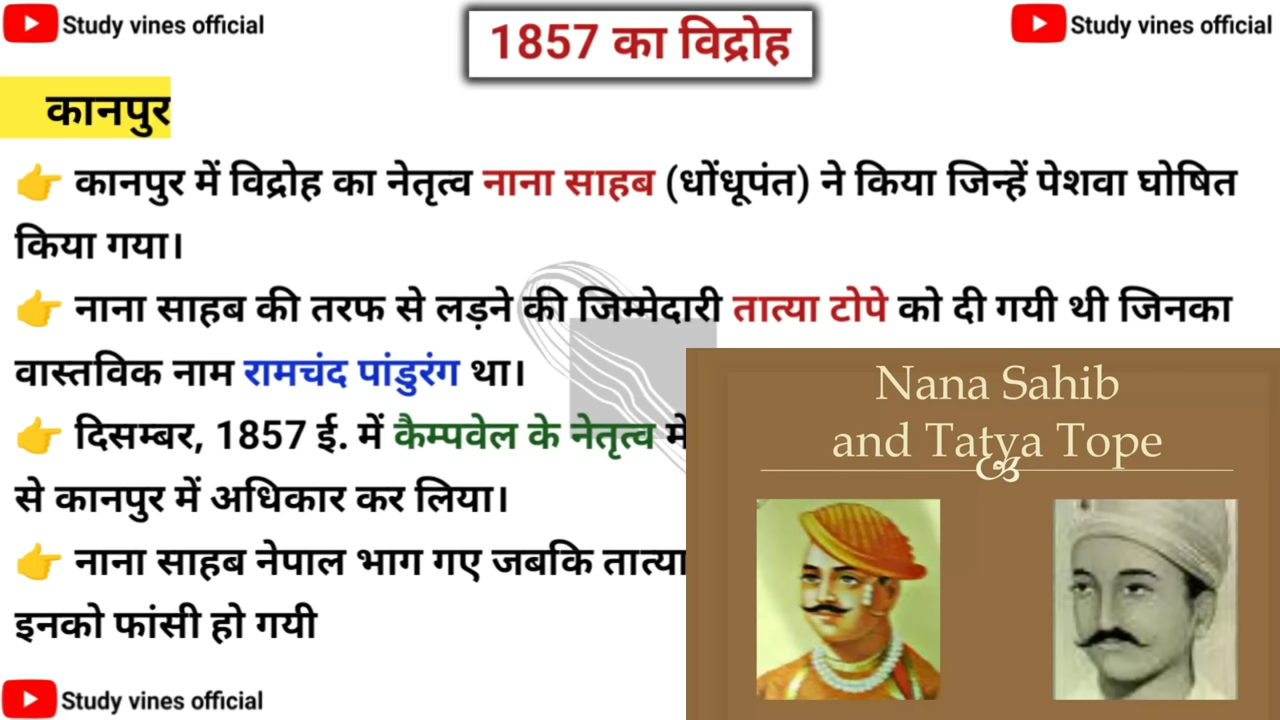 Study vines official
1857 का विद्रोह
Study vines official
कानपुर
👉 कानपुर में विद्रोह का नेतृत्व नाना साहब (धोंधूपंत) ने किया जिन्हें पेशवा घोषित
किया गया।
👉 नाना साहब की तरफ से लड़ने की जिम्मेदारी तात्या टोपे को दी गयी थी जिनका
वास्तविक नाम रामचंद पांडुरंग था।
👉 दिसम्बर, 1857 ई. में कैम्पवेल के नेतृत्व में
से कानपुर में अधिकार कर लिया।
👉 नाना साहब नेपाल भाग गए जबकि तात्या
इनको फांसी हो गयी
Nana Sahib
and Tatya Tope
Study vines official